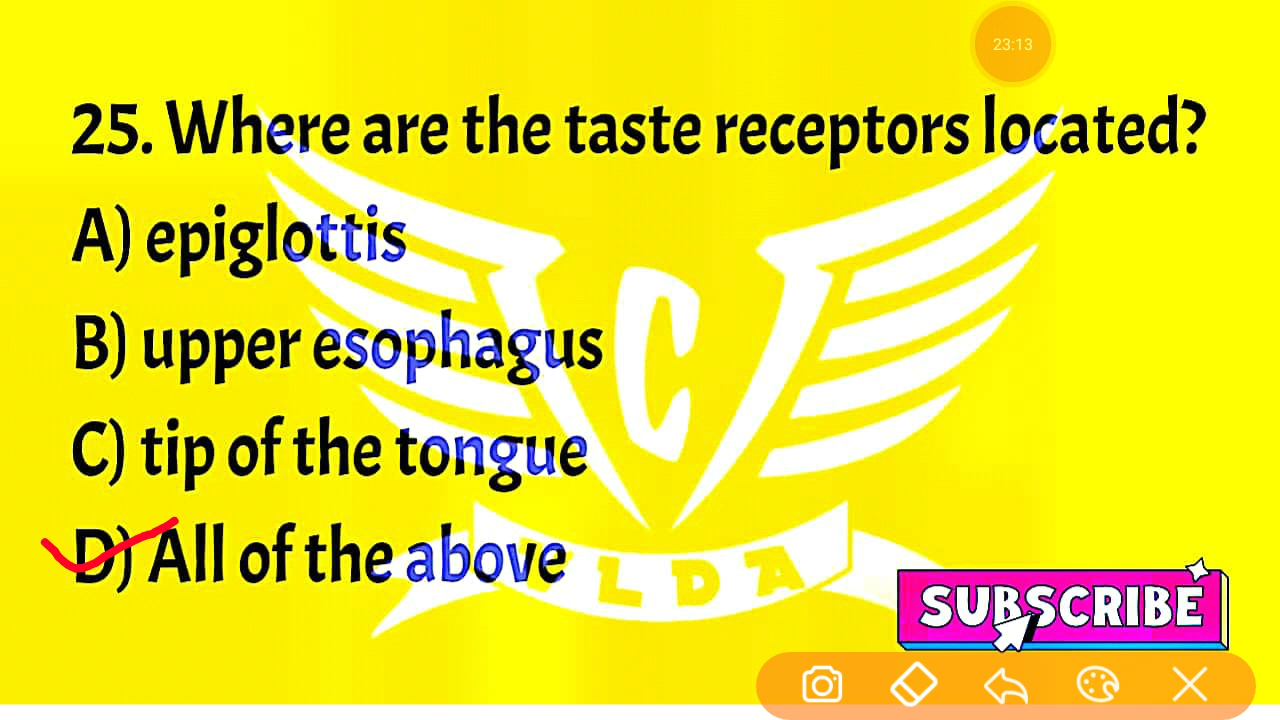 23:13
25. Where are the taste receptors located?
A) epiglottis
B) upper esophagus
C) tip of the tongue
D) All of the above
C
VLDA
SUBSCRIBE